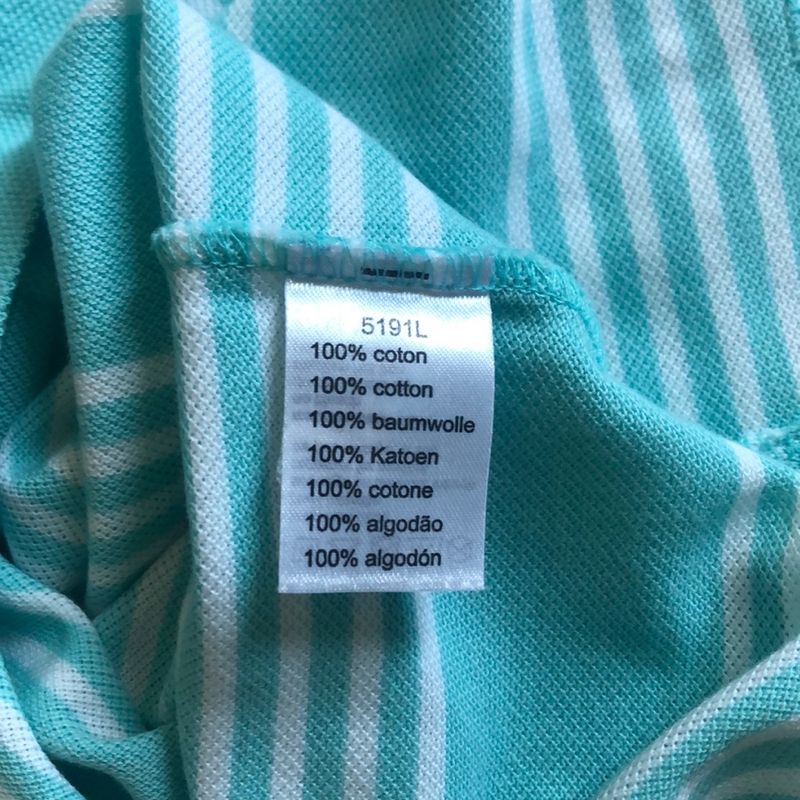 5191L
100% coton
100% cotton
100% baumwolle
100% Katoen
100% cotone
100% algodão
100% algodón